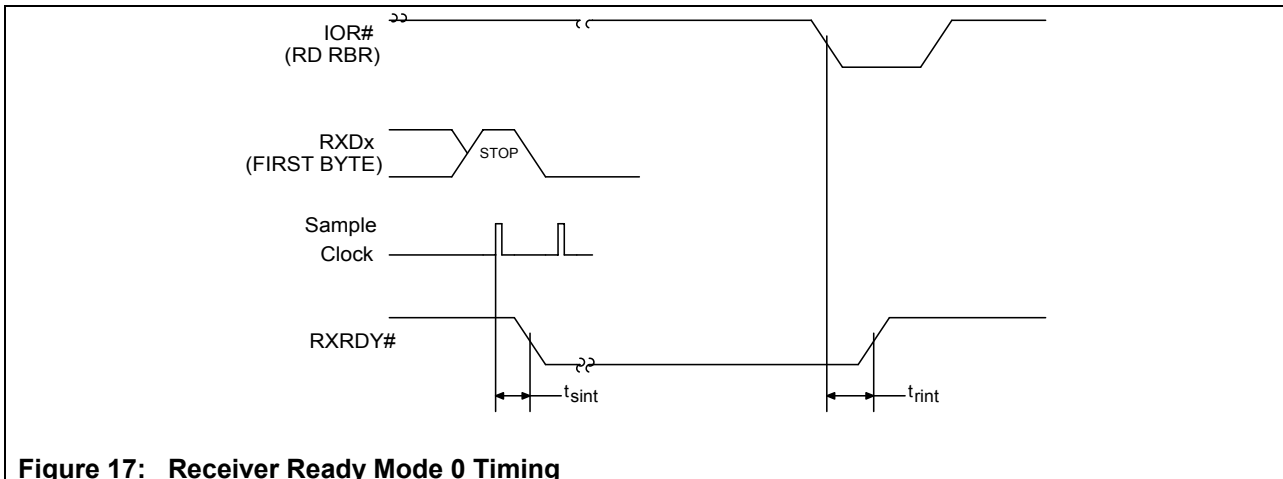 IOR#
(RD RBR)
RXDx
(FIRST BYTE)
STOP
Sample
Clock
RXRDY#
tsint
trint
Figure 17: Receiver Ready Mode 0 Timing